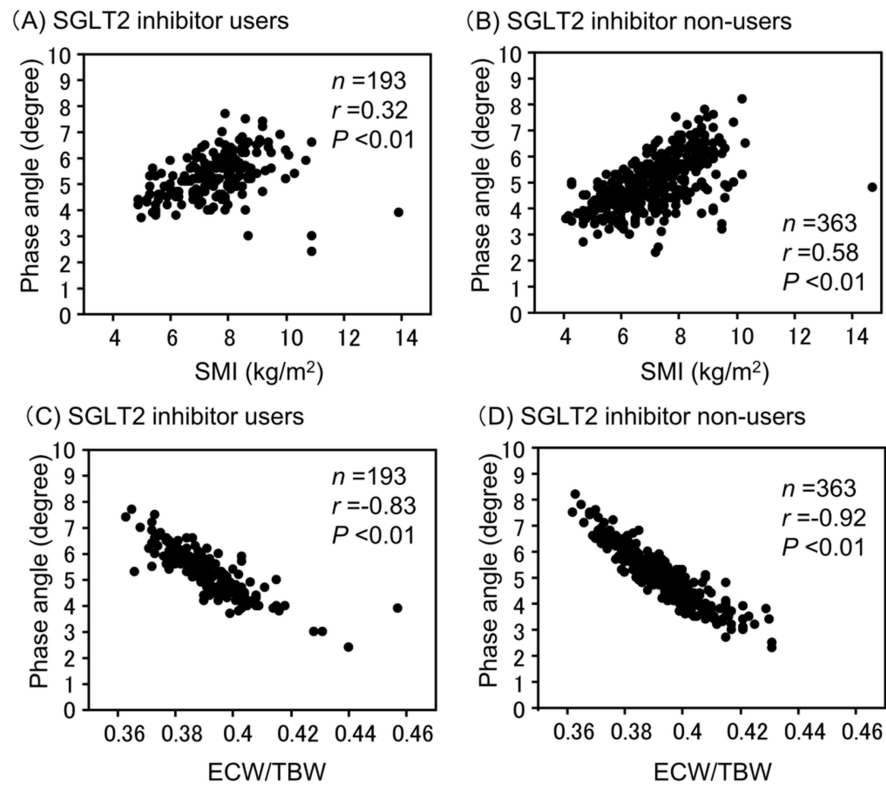 (A) SGLT2 inhibitor users
Phase angle (degree)
10
9
8
7
6
5
4
3
2
1
0
n =193
r =0.32
P <0.01
4 6 8 10 12 14
SMI (kg/m²)
(B) SGLT2 inhibitor non-users
Phase angle (degree)
10
9
8
7
6
5
4
3
2
1
0
n =363
r =0.58
P <0.01
4 6 8 10 12 14
SMI (kg/m²)
(C) SGLT2 inhibitor users
Phase angle (degree)
10
9
8
7
6
5
4
3
2
1
0
n =193
r =-0.83
P <0.01
0.36 0.38 0.4 0.42 0.44 0.46
ECW/TBW
(D) SGLT2 inhibitor non-users
Phase angle (degree)
10
9
8
7
6
5
4
3
2
1
0
n =363
r =-0.92
P <0.01
0.36 0.38 0.4 0.42 0.44 0.46
ECW/TBW